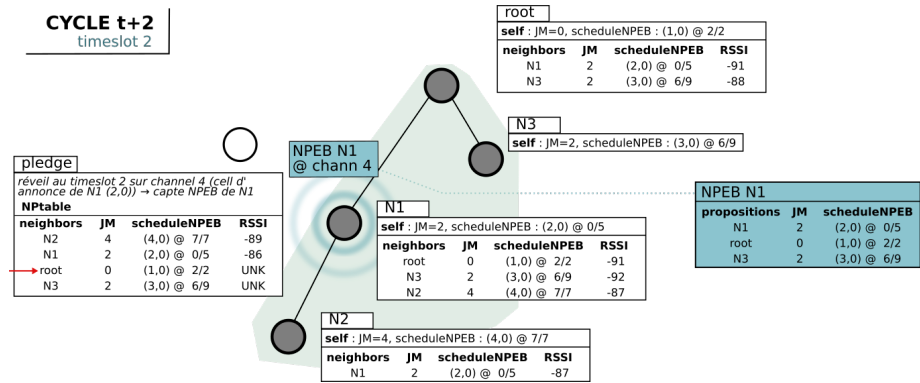 CYCLE t+2
timeslot 2
root
self : JM=0, scheduleNPEB : (1,0) @ 2/2
neighbors JM scheduleNPEB RSSI
N1 2 (2,0) @ 0/5 -91
N3 2 (3,0) @ 6/9 -88
N3
self : JM=2, scheduleNPEB : (3,0) @ 6/9
NPEB N1
@ chann 4
pledge
réveil au timeslot 2 sur channel 4 (cell d'
annonce de N1 (2,0)) → capte NPEB de N1
NPtable
neighbors JM scheduleNPEB RSSI
N2 4 (4,0) @ 7/7 -89
N1 2 (2,0) @ 0/5 -86
root 0 (1,0) @ 2/2 UNK
N3 2 (3,0) @ 6/9 UNK
NPEB N1
propositions JM scheduleNPEB
N1 2 (2,0) @ 0/5
root 0 (1,0) @ 2/2
N3 2 (3,0) @ 6/9
N1
self : JM=2, scheduleNPEB : (2,0) @ 0/5
neighbors JM scheduleNPEB RSSI
root 0 (1,0) @ 2/2 -91
N3 2 (3,0) @ 6/9 -92
N2 4 (4,0) @ 7/7 -87
N2
self : JM=4, scheduleNPEB : (4,0) @ 7/7
neighbors JM scheduleNPEB RSSI
N1 2 (2,0) @ 0/5 -87